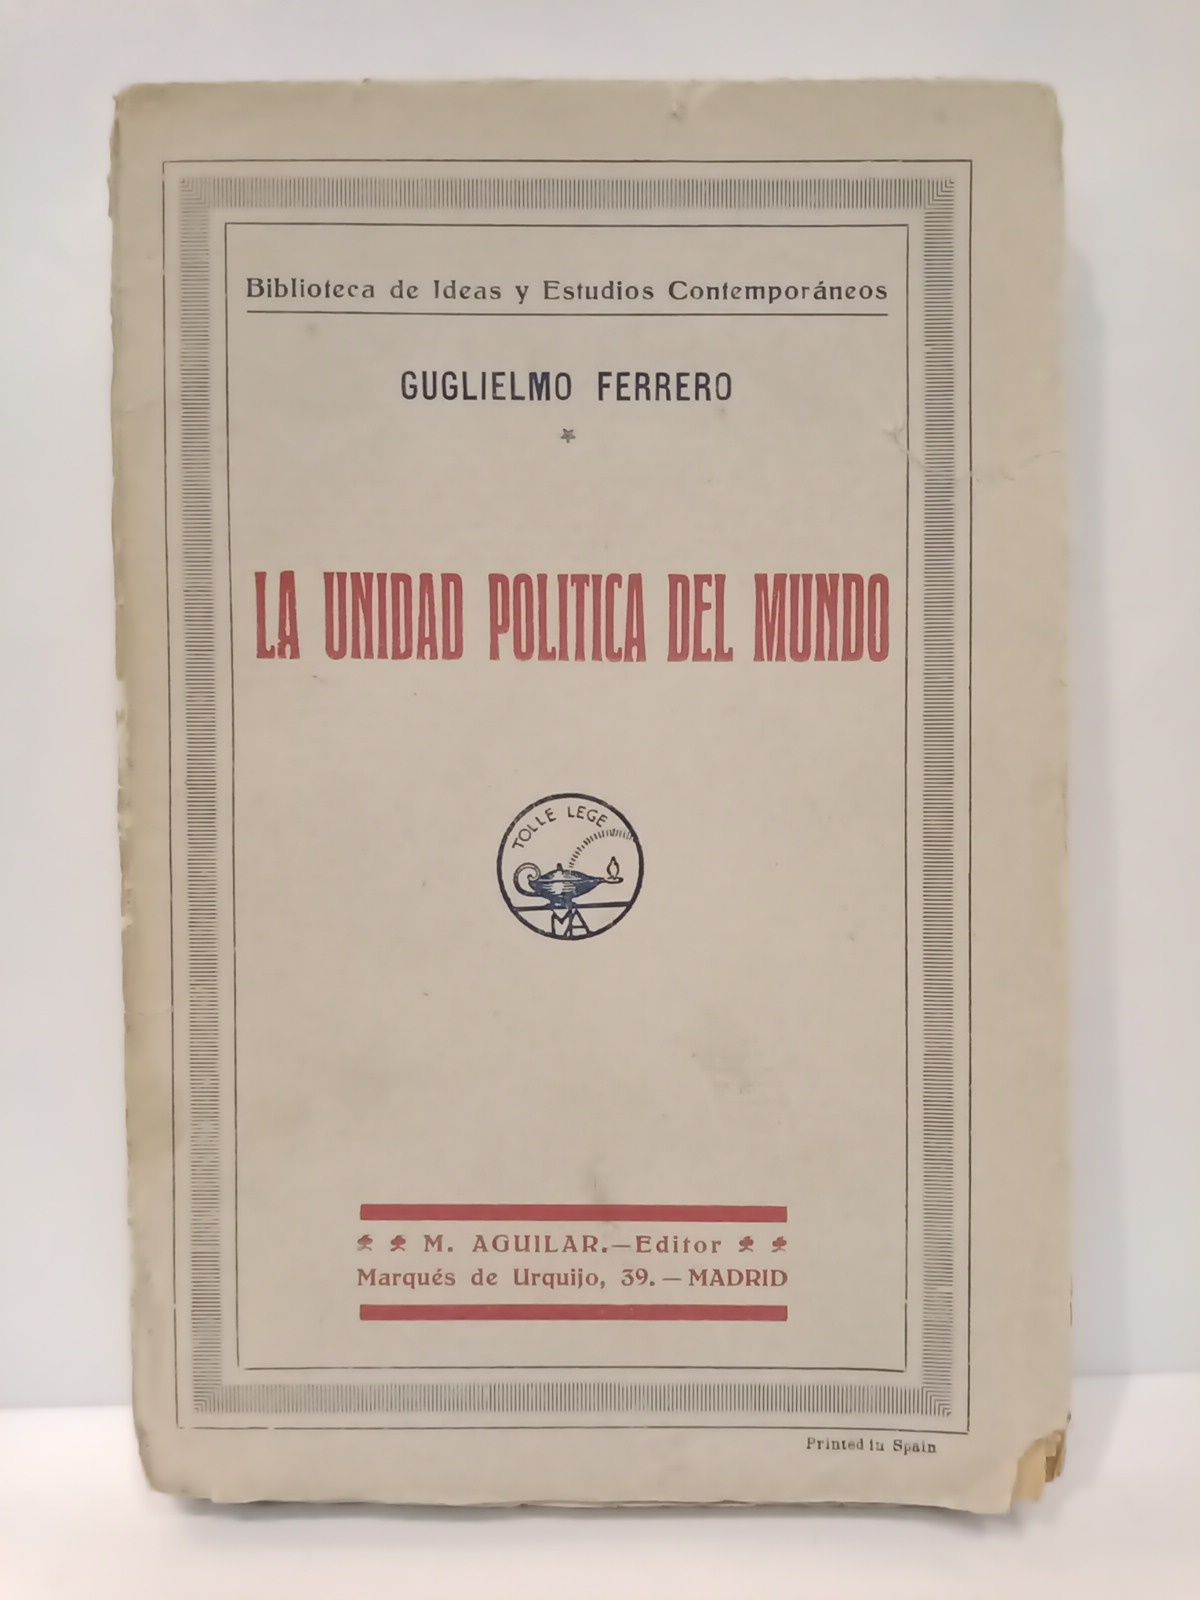 Biblioteca de Ideas y Estudios Contemporáneos
GUGLIELMO FERRERO
LA UNIDAD POLITICA DEL MUNDO
TOLLE LEGE
MA
M. AGUILAR.—Editor
Marqués de Urquijo, 39.—MADRID
Printed in Spain